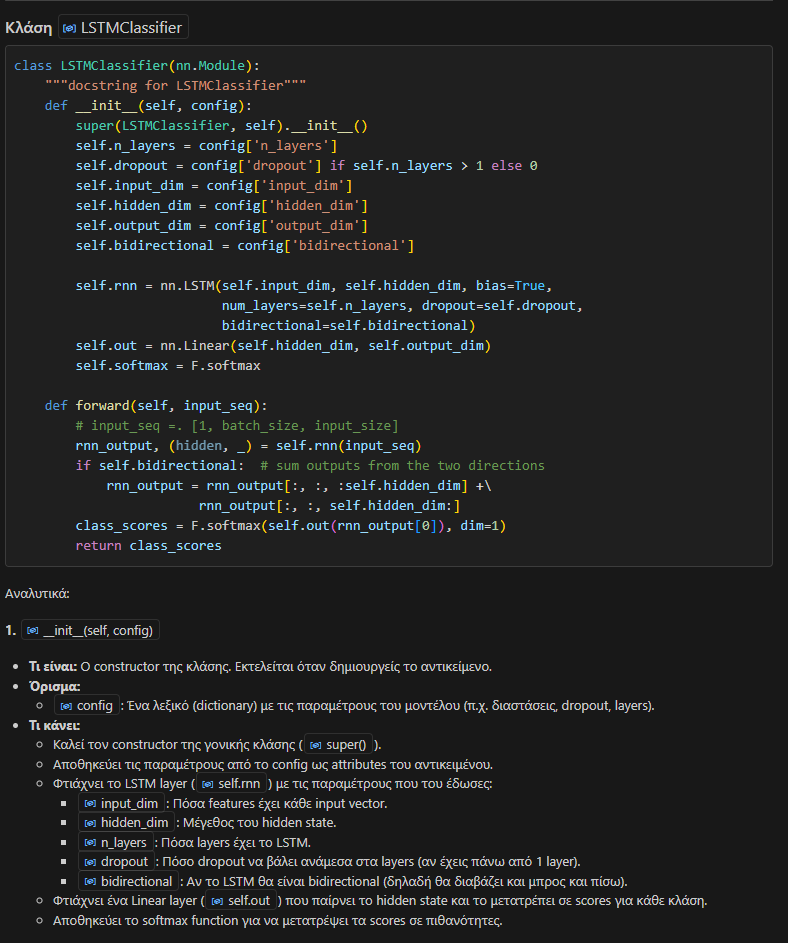 Κλάση LSTMClassifier
class LSTMClassifier(nn.Module):
    """docstring for LSTMClassifier"""
    def __init__(self, config):
        super(LSTMClassifier, self).__init__()
        self.n_layers = config['n_layers']
        self.dropout = config['dropout'] if self.n_layers > 1 else 0
        self.input_dim = config['input_dim']
        self.hidden_dim = config['hidden_dim']
        self.output_dim = config['output_dim']
        self.bidirectional = config['bidirectional']

        self.rnn = nn.LSTM(self.input_dim, self.hidden_dim, bias=True,
                           num_layers=self.n_layers, dropout=self.dropout,
                           bidirectional=self.bidirectional)
        self.out = nn.Linear(self.hidden_dim, self.output_dim)
        self.softmax = F.softmax

    def forward(self, input_seq):
        # input_seq =. [1, batch_size, input_size]
        rnn_output, (hidden, _) = self.rnn(input_seq)
        if self.bidirectional:  # sum outputs from the two directions
            rnn_output = rnn_output[:, :, :self.hidden_dim] +\
                        rnn_output[:, :, self.hidden_dim:]
        class_scores = F.softmax(self.out(rnn_output[0]), dim=1)
        return class_scores
Αναλυτικά:
1. __init__(self, config)
• Τι είναι: Ο constructor της κλάσης. Εκτελείται όταν δημιουργείς το αντικείμενο.
• Όρισμα:
○ config : Ένα λεξικό (dictionary) με τις παραμέτρους του μοντέλου (π.χ. διαστάσεις, dropout, layers).
• Τι κάνει:
○ Καλεί τον constructor της γονικής κλάσης ( super() ).
○ Αποθηκεύει τις παραμέτρους από το config ως attributes του αντικειμένου.
○ Φτιάχνει το LSTM layer ( self.rnn ) με τις παραμέτρους που του έδωσες:
▪ input_dim : Πόσα features έχει κάθε input vector.
▪ hidden_dim : Μέγεθος του hidden state.
▪ n_layers : Πόσα layers έχει το LSTM.
▪ dropout : Πόσο dropout να βάλει ανάμεσα στα layers (αν έχεις πάνω από 1 layer).
▪ bidirectional : Αν το LSTM θα είναι bidirectional (δηλαδή θα διαβάζει και μπρος και πίσω).
○ Φτιάχνει ένα Linear layer ( self.out ) που παίρνει το hidden state και το μετατρέπει σε scores για κάθε κλάση.
○ Αποθηκεύει το softmax function για να μετατρέψει τα scores σε πιθανότητες.